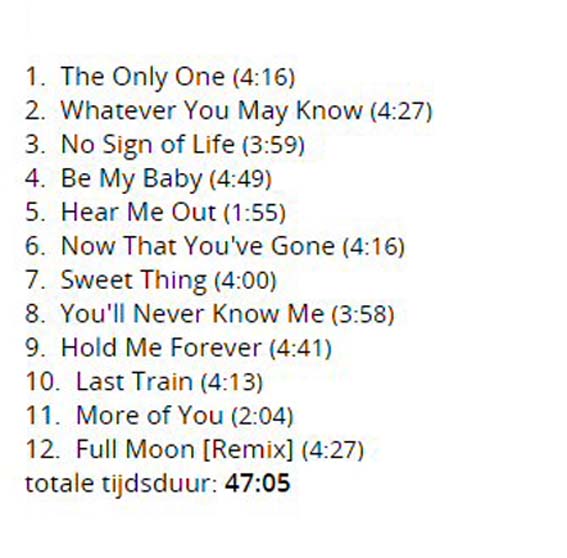 1. The Only One (4:16)
2. Whatever You May Know (4:27)
3. No Sign of Life (3:59)
4. Be My Baby (4:49)
5. Hear Me Out (1:55)
6. Now That You've Gone (4:16)
7. Sweet Thing (4:00)
8. You'll Never Know Me (3:58)
9. Hold Me Forever (4:41)
10. Last Train (4:13)
11. More of You (2:04)
12. Full Moon [Remix] (4:27)
totale tijdsduur: 47:05